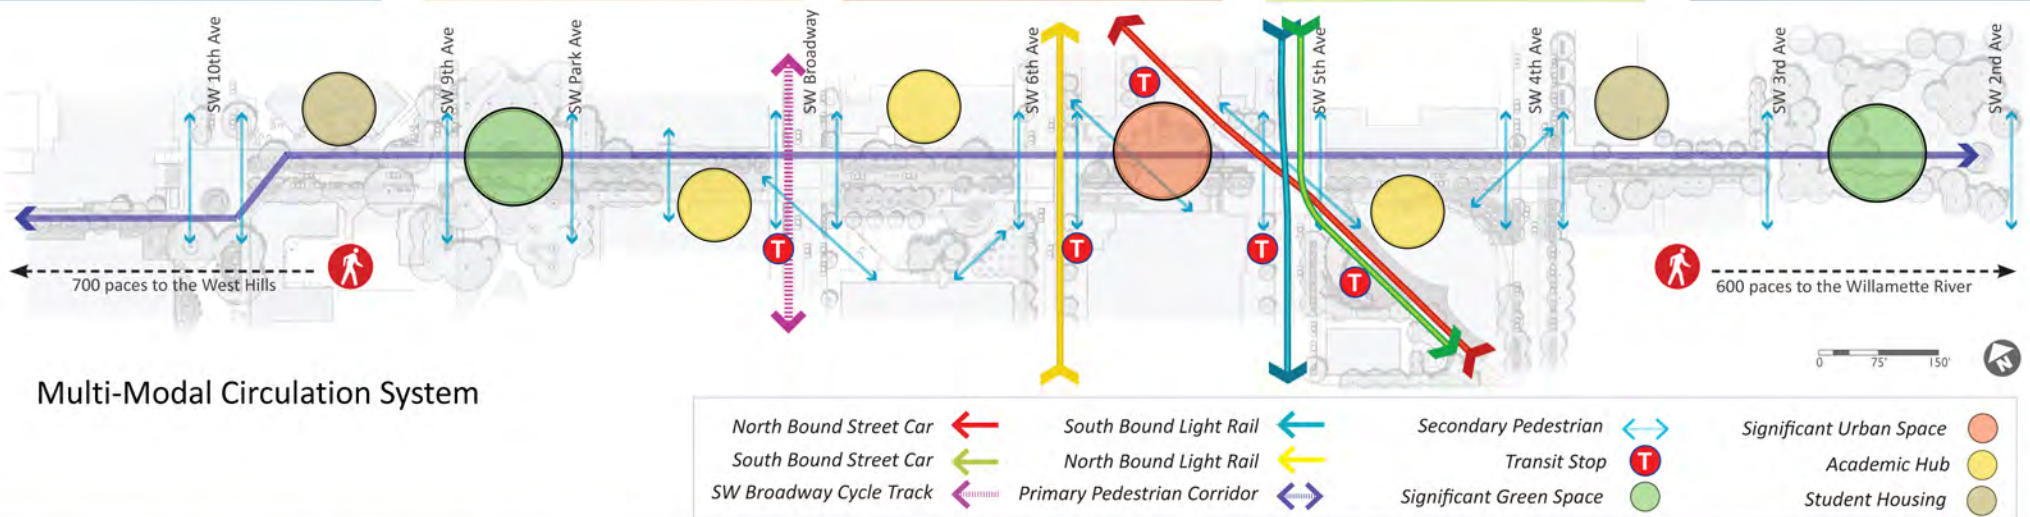 SW 10th Ave
SW 9th Ave
SW Park Ave
SW Broadway
SW 6th Ave
SW 5th Ave
SW 4th Ave
SW 3rd Ave
SW 2nd Ave
T
T
T
T
T
700 paces to the West Hills
600 paces to the Willamette River
0 75' 150'
N
Multi-Modal Circulation System
North Bound Street Car
South Bound Street Car
SW Broadway Cycle Track
South Bound Light Rail
North Bound Light Rail
Primary Pedestrian Corridor
Secondary Pedestrian
Transit Stop T
Significant Green Space
Significant Urban Space
Academic Hub
Student Housing